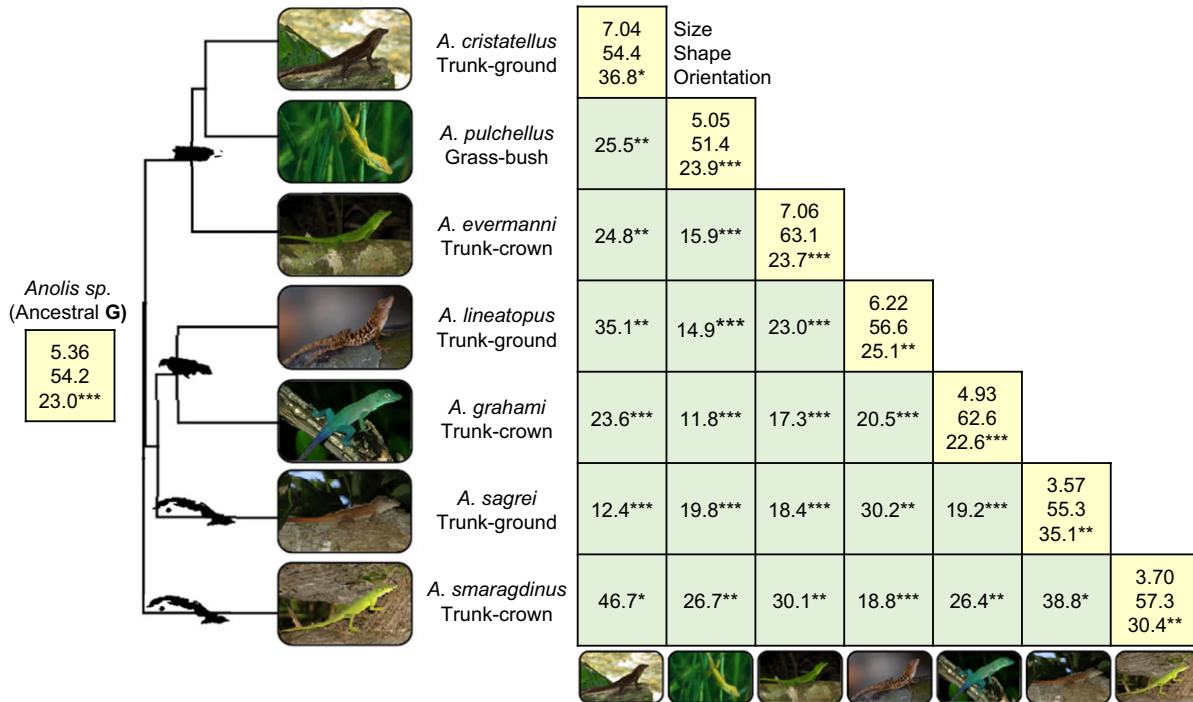 7.04 Size
54.4 Shape
36.8* Orientation
A. cristatellus
Trunk-ground
A. pulchellus
Grass-bush
25.5**
5.05
51.4
23.9***
A. evermanni
Trunk-crown
24.8**
15.9***
7.06
63.1
23.7***
Anolis sp.
(Ancestral G)
5.36
54.2
23.0***
A. lineatopus
Trunk-ground
35.1**
14.9***
23.0***
6.22
56.6
25.1**
A. grahami
Trunk-crown
23.6***
11.8***
17.3***
20.5***
4.93
62.6
22.6***
A. sagrei
Trunk-ground
12.4***
19.8***
18.4***
30.2**
19.2***
3.57
55.3
35.1**
A. smaragdinus
Trunk-crown
46.7*
26.7**
30.1**
18.8***
26.4**
38.8*
3.70
57.3
30.4**